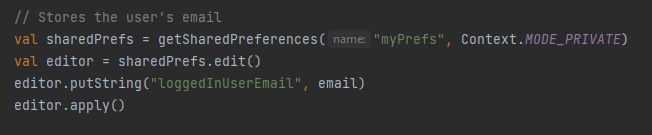 // Stores the user's email
val sharedPrefs = getSharedPreferences( name: "myPrefs", Context.MODE_PRIVATE)
val editor = sharedPrefs.edit()
editor.putString("loggedInUserEmail", email)
editor.apply()